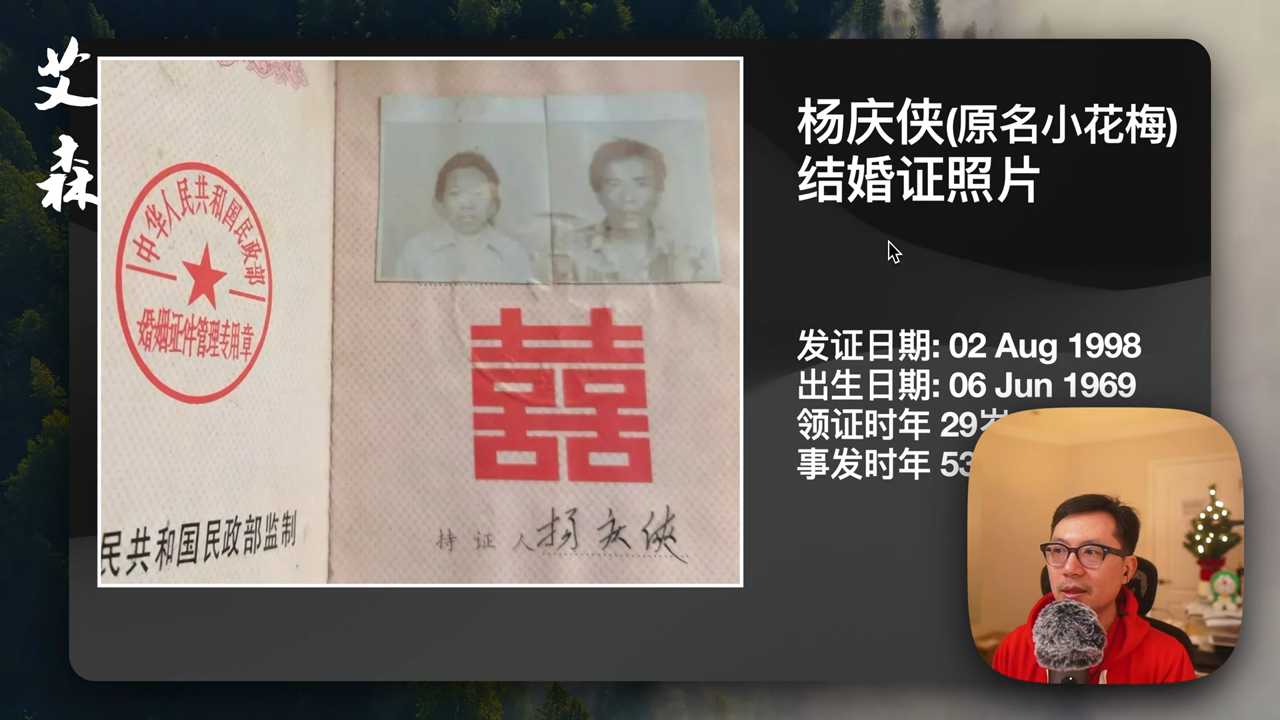 艾森
中华人民共和国民政部
婚姻证件管理专用章
民共和国民政部监制
囍
持证人杨庆侠
杨庆侠(原名小花梅)
结婚证照片
发证日期: 02 Aug 1998
出生日期: 06 Jun 1969
领证时年 29岁
事发时年 53